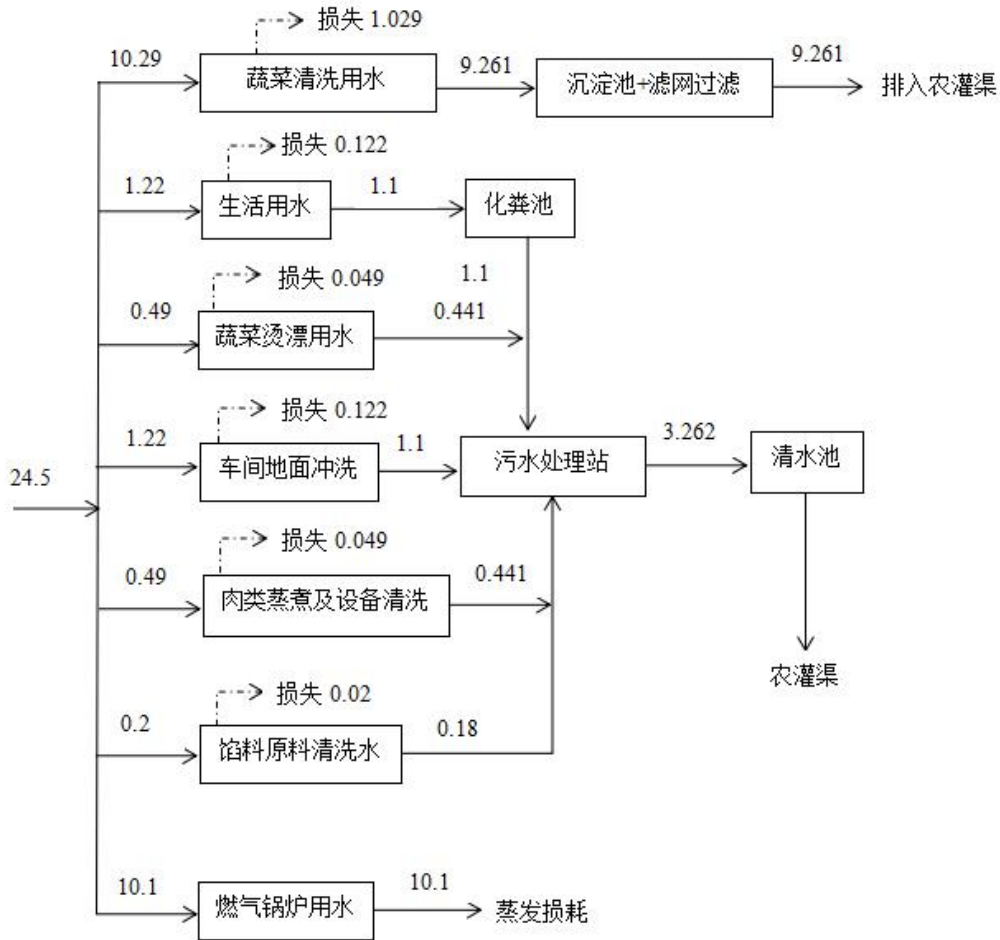 损失 1.029
10.29
蔬菜清洗用水
9.261
沉淀池+滤网过滤
9.261
排入农灌渠
损失 0.122
1.22
生活用水
1.1
化粪池
1.1
损失 0.049
0.49
蔬菜烫漂用水
0.441
损失 0.122
1.22
车间地面冲洗
1.1
污水处理站
3.262
清水池
24.5
损失 0.049
0.49
肉类蒸煮及设备清洗
0.441
农灌渠
损失 0.02
0.2
馅料原料清洗水
0.18
10.1
燃气锅炉用水
10.1
蒸发损耗